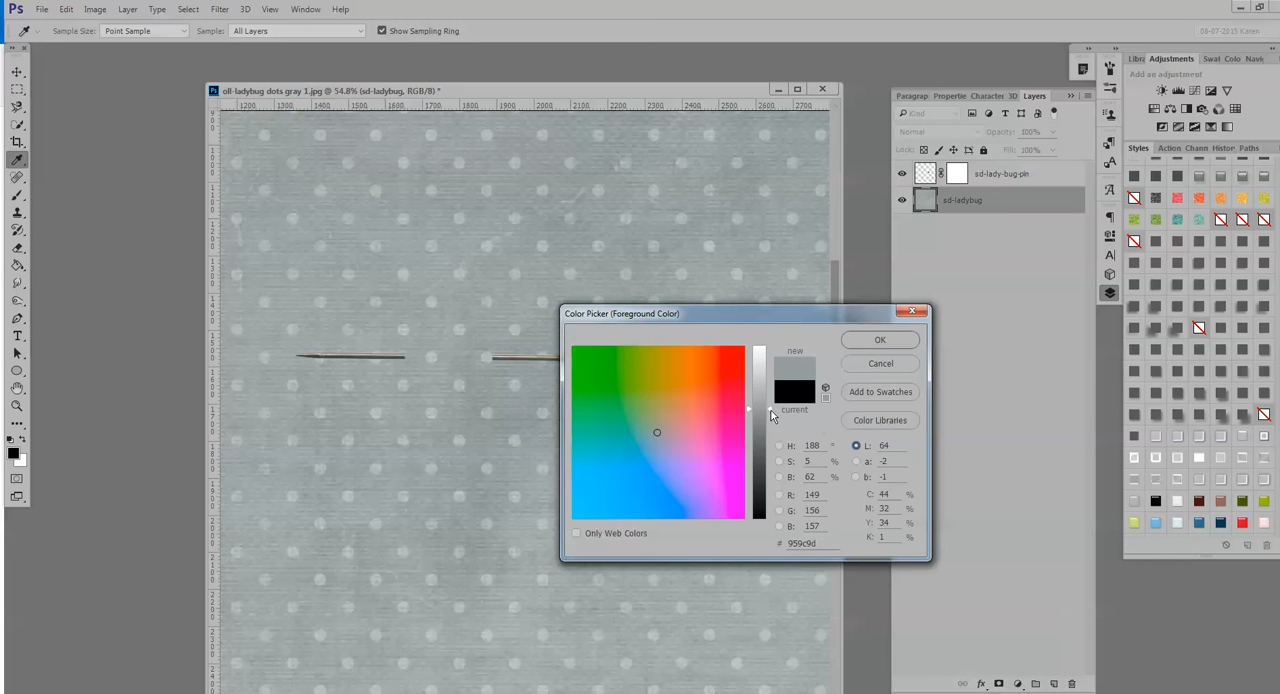 Ps File Edit Image Layer Type Select Filter 3D View Window Help
Sample Size: Point Sample Sample: All Layers Show Sampling Ring 08-07-2015 Karen
oll-ladybug dots gray 1.jpg @ 54.8% (sd-ladybug, RGB/8) *
1200 1300 1400 1500 1600 1700 1800 1900 2000 2100 2200 2300 2400 2500 2600 2700
Paragrap Propertie Character 3D Layers
Kind
Normal Opacity: 100%
Lock: Fill: 100%
sd-lady-bug-pin
sd-ladybug
Libra Adjustments Swat Colo Navig
Add an adjustment
Styles Action Chann Histor Paths
Color Picker (Foreground Color)
new
current
OK
Cancel
Add to Swatches
Color Libraries
H: 188 ° L: 64
S: 5 % a: -2
B: 62 % b: -1
R: 149 C: 44 %
G: 156 M: 32 %
B: 157 Y: 34 %
# 959c9d K: 1 %
Only Web Colors